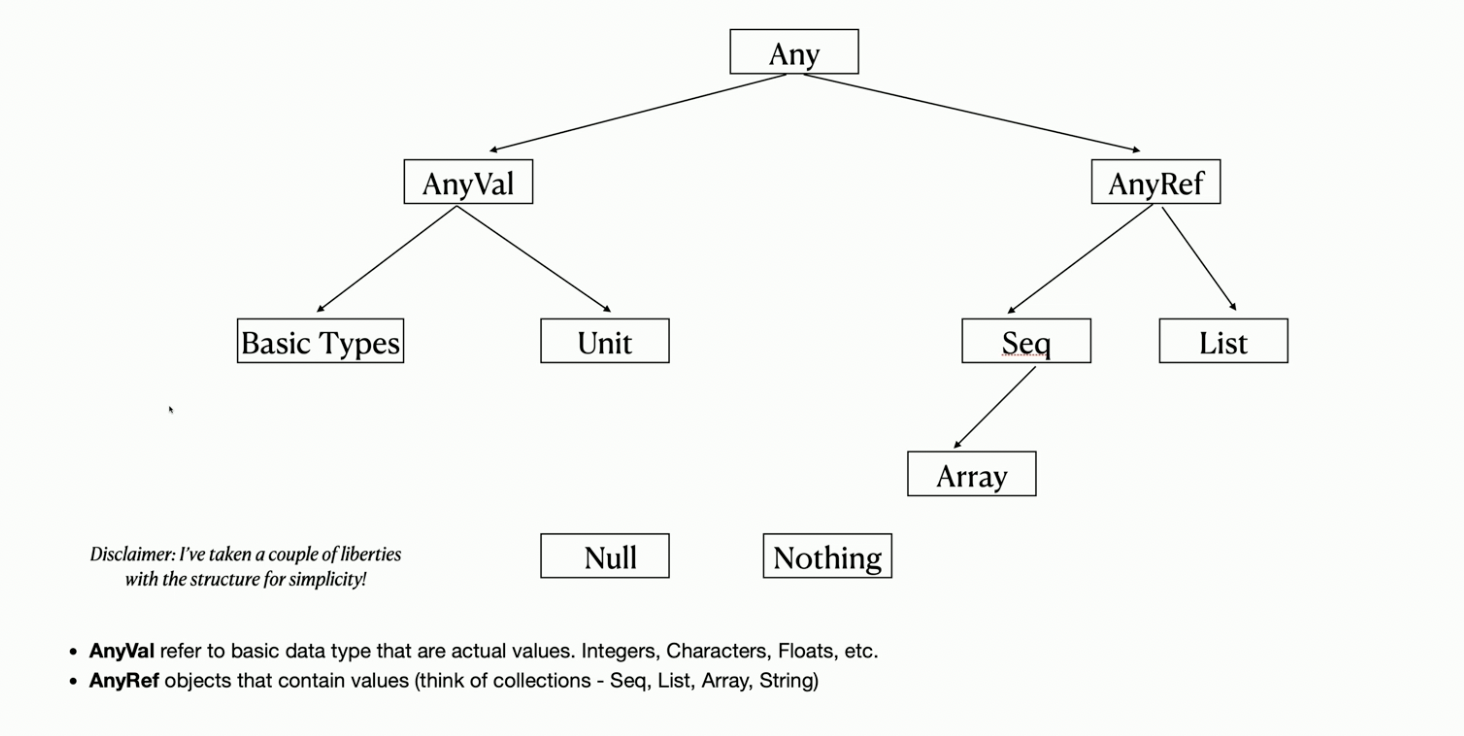 Any
AnyVal
AnyRef
Basic Types
Unit
Seq
List
Array
Null
Nothing
Disclaimer: I've taken a couple of liberties
with the structure for simplicity!
• AnyVal refer to basic data type that are actual values. Integers, Characters, Floats, etc.
• AnyRef objects that contain values (think of collections - Seq, List, Array, String)